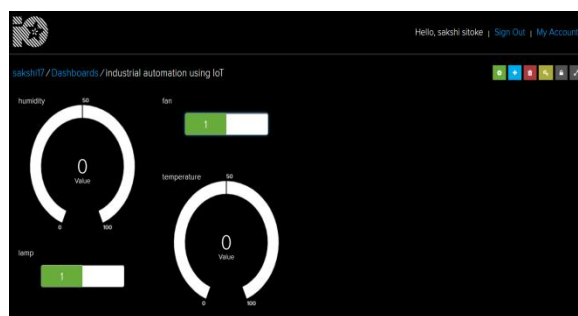 io
Hello, sakshi sitoke | Sign Out | My Account
sakshi17 / Dashboards / industrial automation using IoT
humidity
50
0
Value
0 100
fan
1
temperature
50
0
Value
0 100
lamp
1